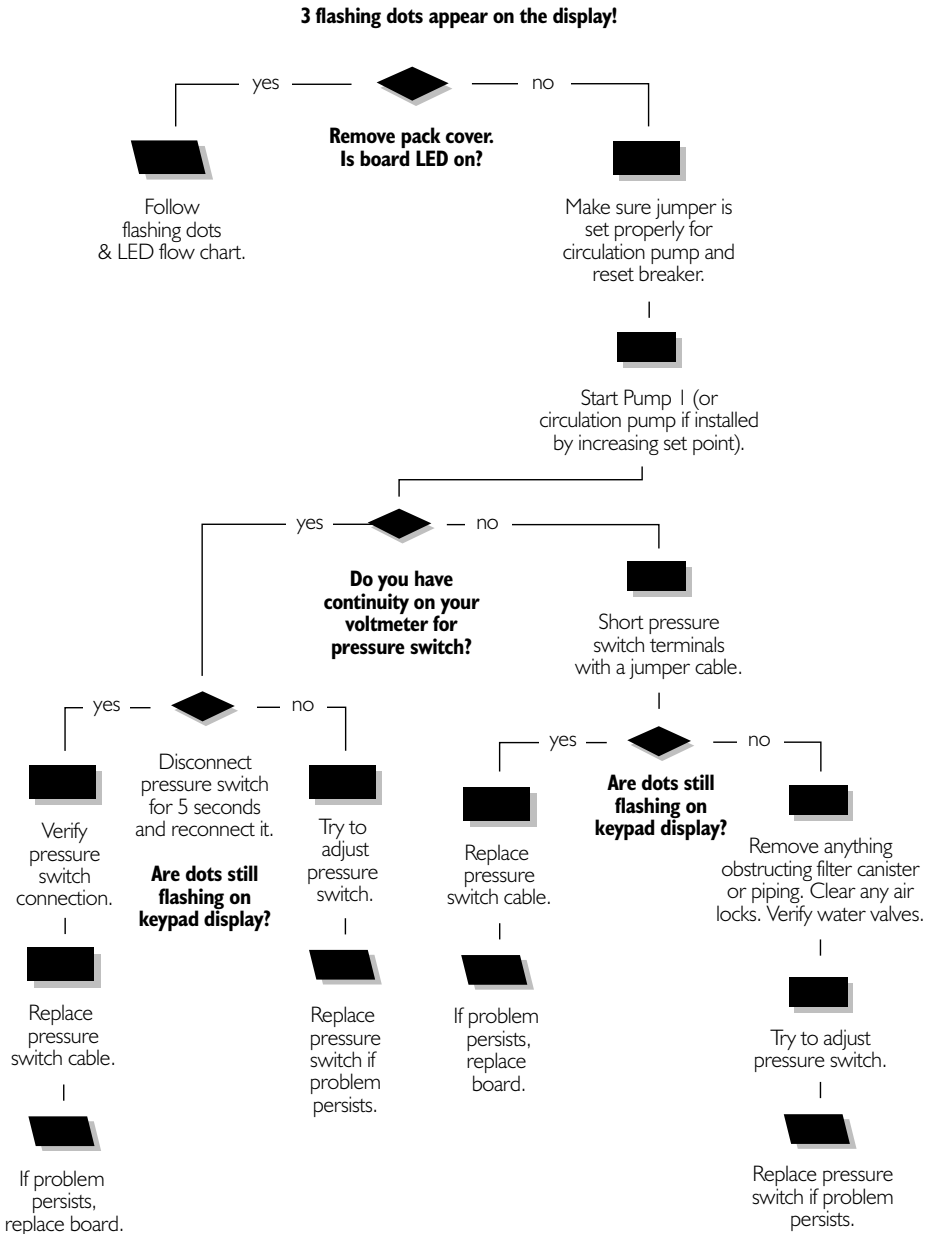 3 flashing dots appear on the display!
yes
no
Remove pack cover.
Is board LED on?
Follow
flashing dots
& LED flow chart.
Make sure jumper is
set properly for
circulation pump and
reset breaker.
Start Pump 1 (or
circulation pump if installed
by increasing set point).
yes
no
Do you have
continuity on your
voltmeter for
pressure switch?
Short pressure
switch terminals
with a jumper cable.
yes
no
Disconnect
pressure switch
for 5 seconds
and reconnect it.
Are dots still
flashing on
keypad display?
Verify
pressure
switch
connection.
Replace
pressure
switch cable.
If problem
persists,
replace board.
Try to
adjust
pressure
switch.
Replace
pressure
switch if
problem
persists.
yes
no
Are dots still
flashing on
keypad display?
Replace
pressure
switch cable.
If problem
persists,
replace
board.
Remove anything
obstructing filter canister
or piping. Clear any air
locks. Verify water valves.
Try to adjust
pressure switch.
Replace pressure
switch if problem
persists.